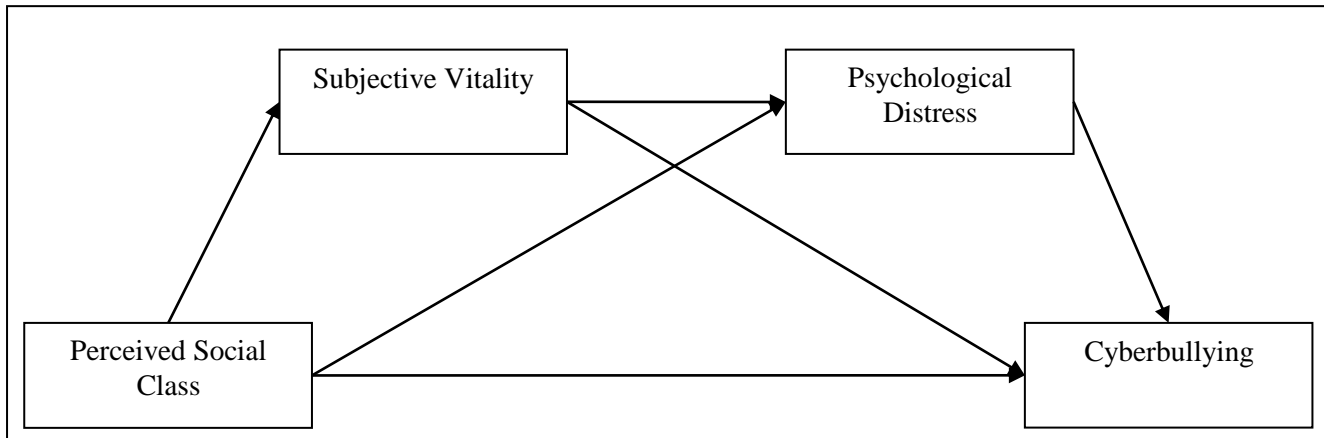 Subjective Vitality
Psychological
Distress
Perceived Social
Class
Cyberbullying